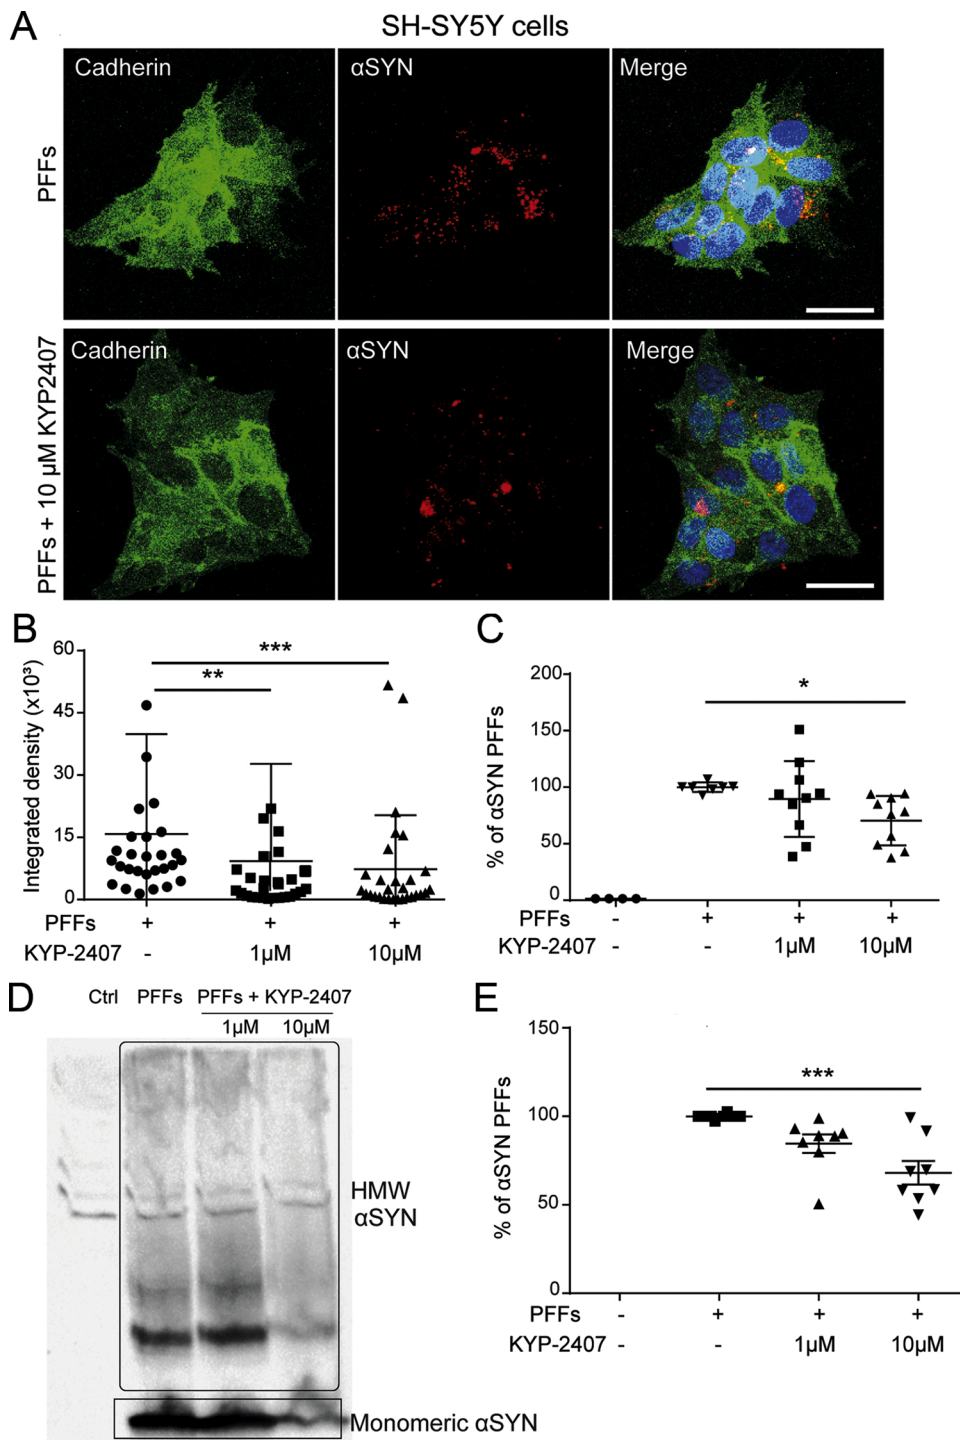 A
SH-SY5Y cells
PFFs
Cadherin
αSYN
Merge
PFFs + 10 µM KYP2407
Cadherin
αSYN
Merge
B
Integrated density (x10³)
60
45
30
15
0
***
**
PFFs + + +
KYP-2407 - 1µM 10µM
C
% of αSYN PFFs
200
150
100
50
0
*
PFFs - + + +
KYP-2407 - - 1µM 10µM
D
Ctrl PFFs PFFs + KYP-2407
1µM 10µM
HMW
αSYN
Monomeric αSYN
E
% of αSYN PFFs
150
100
50
0
***
PFFs - + + +
KYP-2407 - - 1µM 10µM